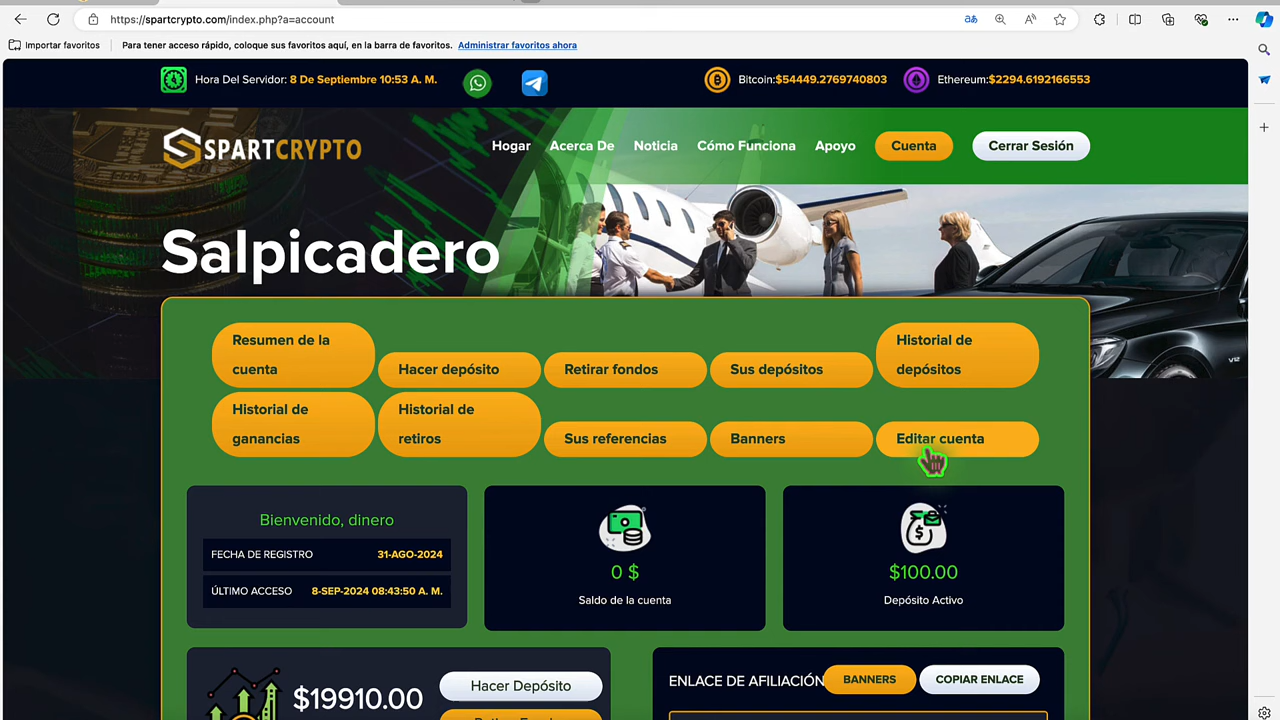 https://spartcrypto.com/index.php?a=account
Importar favoritos
Para tener acceso rápido, coloque sus favoritos aquí, en la barra de favoritos. Administrar favoritos ahora
Hora Del Servidor: 8 De Septiembre 10:53 A. M.
Bitcoin:$54449.2769740803
Ethereum:$2294.6192166553
SPARTCRYPTO
Hogar
Acerca De
Noticia
Cómo Funciona
Apoyo
Cuenta
Cerrar Sesión
Salpicadero
Resumen de la
cuenta
Hacer depósito
Retirar fondos
Sus depósitos
Historial de
depósitos
Historial de
ganancias
Historial de
retiros
Sus referencias
Banners
Editar cuenta
Bienvenido, dinero
FECHA DE REGISTRO 31-AGO-2024
ÚLTIMO ACCESO 8-SEP-2024 08:43:50 A. M.
0 $
Saldo de la cuenta
$100.00
Depósito Activo
$19910.00
Hacer Depósito
ENLACE DE AFILIACIÓN
BANNERS
COPIAR ENLACE